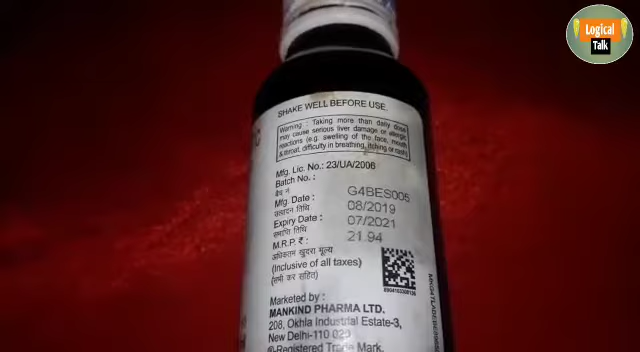 Logical
Talk
SHAKE WELL BEFORE USE.
Warning : Taking more than daily dose
may cause serious liver damage or allergic
reactions (e.g. swelling of the face, mouth
& throat, difficulty in breathing, itching or rash)
Mfg. Lic. No.: 23/UA/2006
Batch No. :
बैच नं
G4BES005
Mfg. Date :
08/2019
उत्पादन तिथि
Expiry Date :
07/2021
समाप्ति तिथि
M.R.P. ₹ :
21.94
अधिकतम खुदरा मूल्य
(Inclusive of all taxes)
(सभी कर सहित)
Marketed by :
MANKIND PHARMA LTD.
208, Okhla Industrial Estate-3,
New Delhi-110 020
®-Registered Trade Mark.